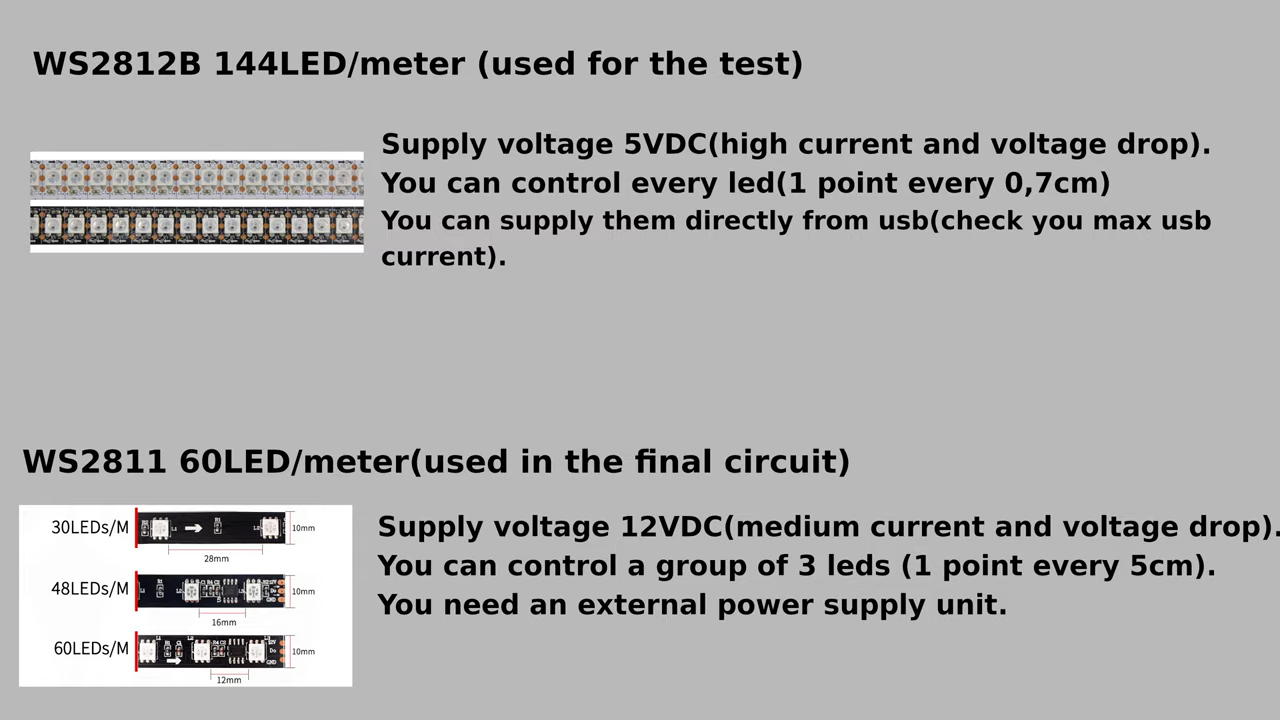 WS2812B 144LED/meter (used for the test)
Supply voltage 5VDC(high current and voltage drop).
You can control every led(1 point every 0,7cm)
You can supply them directly from usb(check you max usb
current).
WS2811 60LED/meter(used in the final circuit)
Supply voltage 12VDC(medium current and voltage drop).
You can control a group of 3 leds (1 point every 5cm).
You need an external power supply unit.
30LEDs/M
10mm
28mm
48LEDs/M
10mm
16mm
60LEDs/M
12V
Do
GND
10mm
12mm